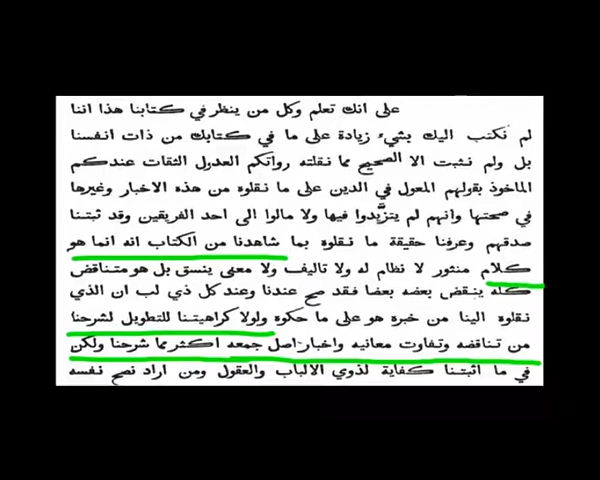 على انك تعلم وكل من ينظر في كتابنا هذا اننا
لم نكتب اليك بشيء زيادة على ما في كتابك من ذات انفسنا
بل ولم نثبت الا الصحيح مما نقلته رواتكم العدول الثقات عندكم
الماخوذ بقولهم المعول في الدين على ما نقلوه من هذه الاخبار وغيرها
في صحتها وانهم لم يتزيّدوا فيها ولا مالوا الى احد الفريقين وقد ثبتنا
صدقهم وعرفنا حقيقة ما نقلوه بما شاهدنا من الكتاب انه انما هو
كلام منثور لا نظام له ولا تاليف ولا معنى ينسق بل هو متناقض
كله ينقض بعضه بعضا فقد صح عندنا وعند كل ذي لب ان الذي
نقلوه الينا من خبره هو على ما حكوه ولولا كراهيتنا للتطويل لشرحنا
من تناقضه وتفاوت معانيه واخبار اصل جمعه اكثر مما شرحنا ولكن
في ما اثبتنا كفاية لذوي الالباب والعقول ومن اراد نصح نفسه